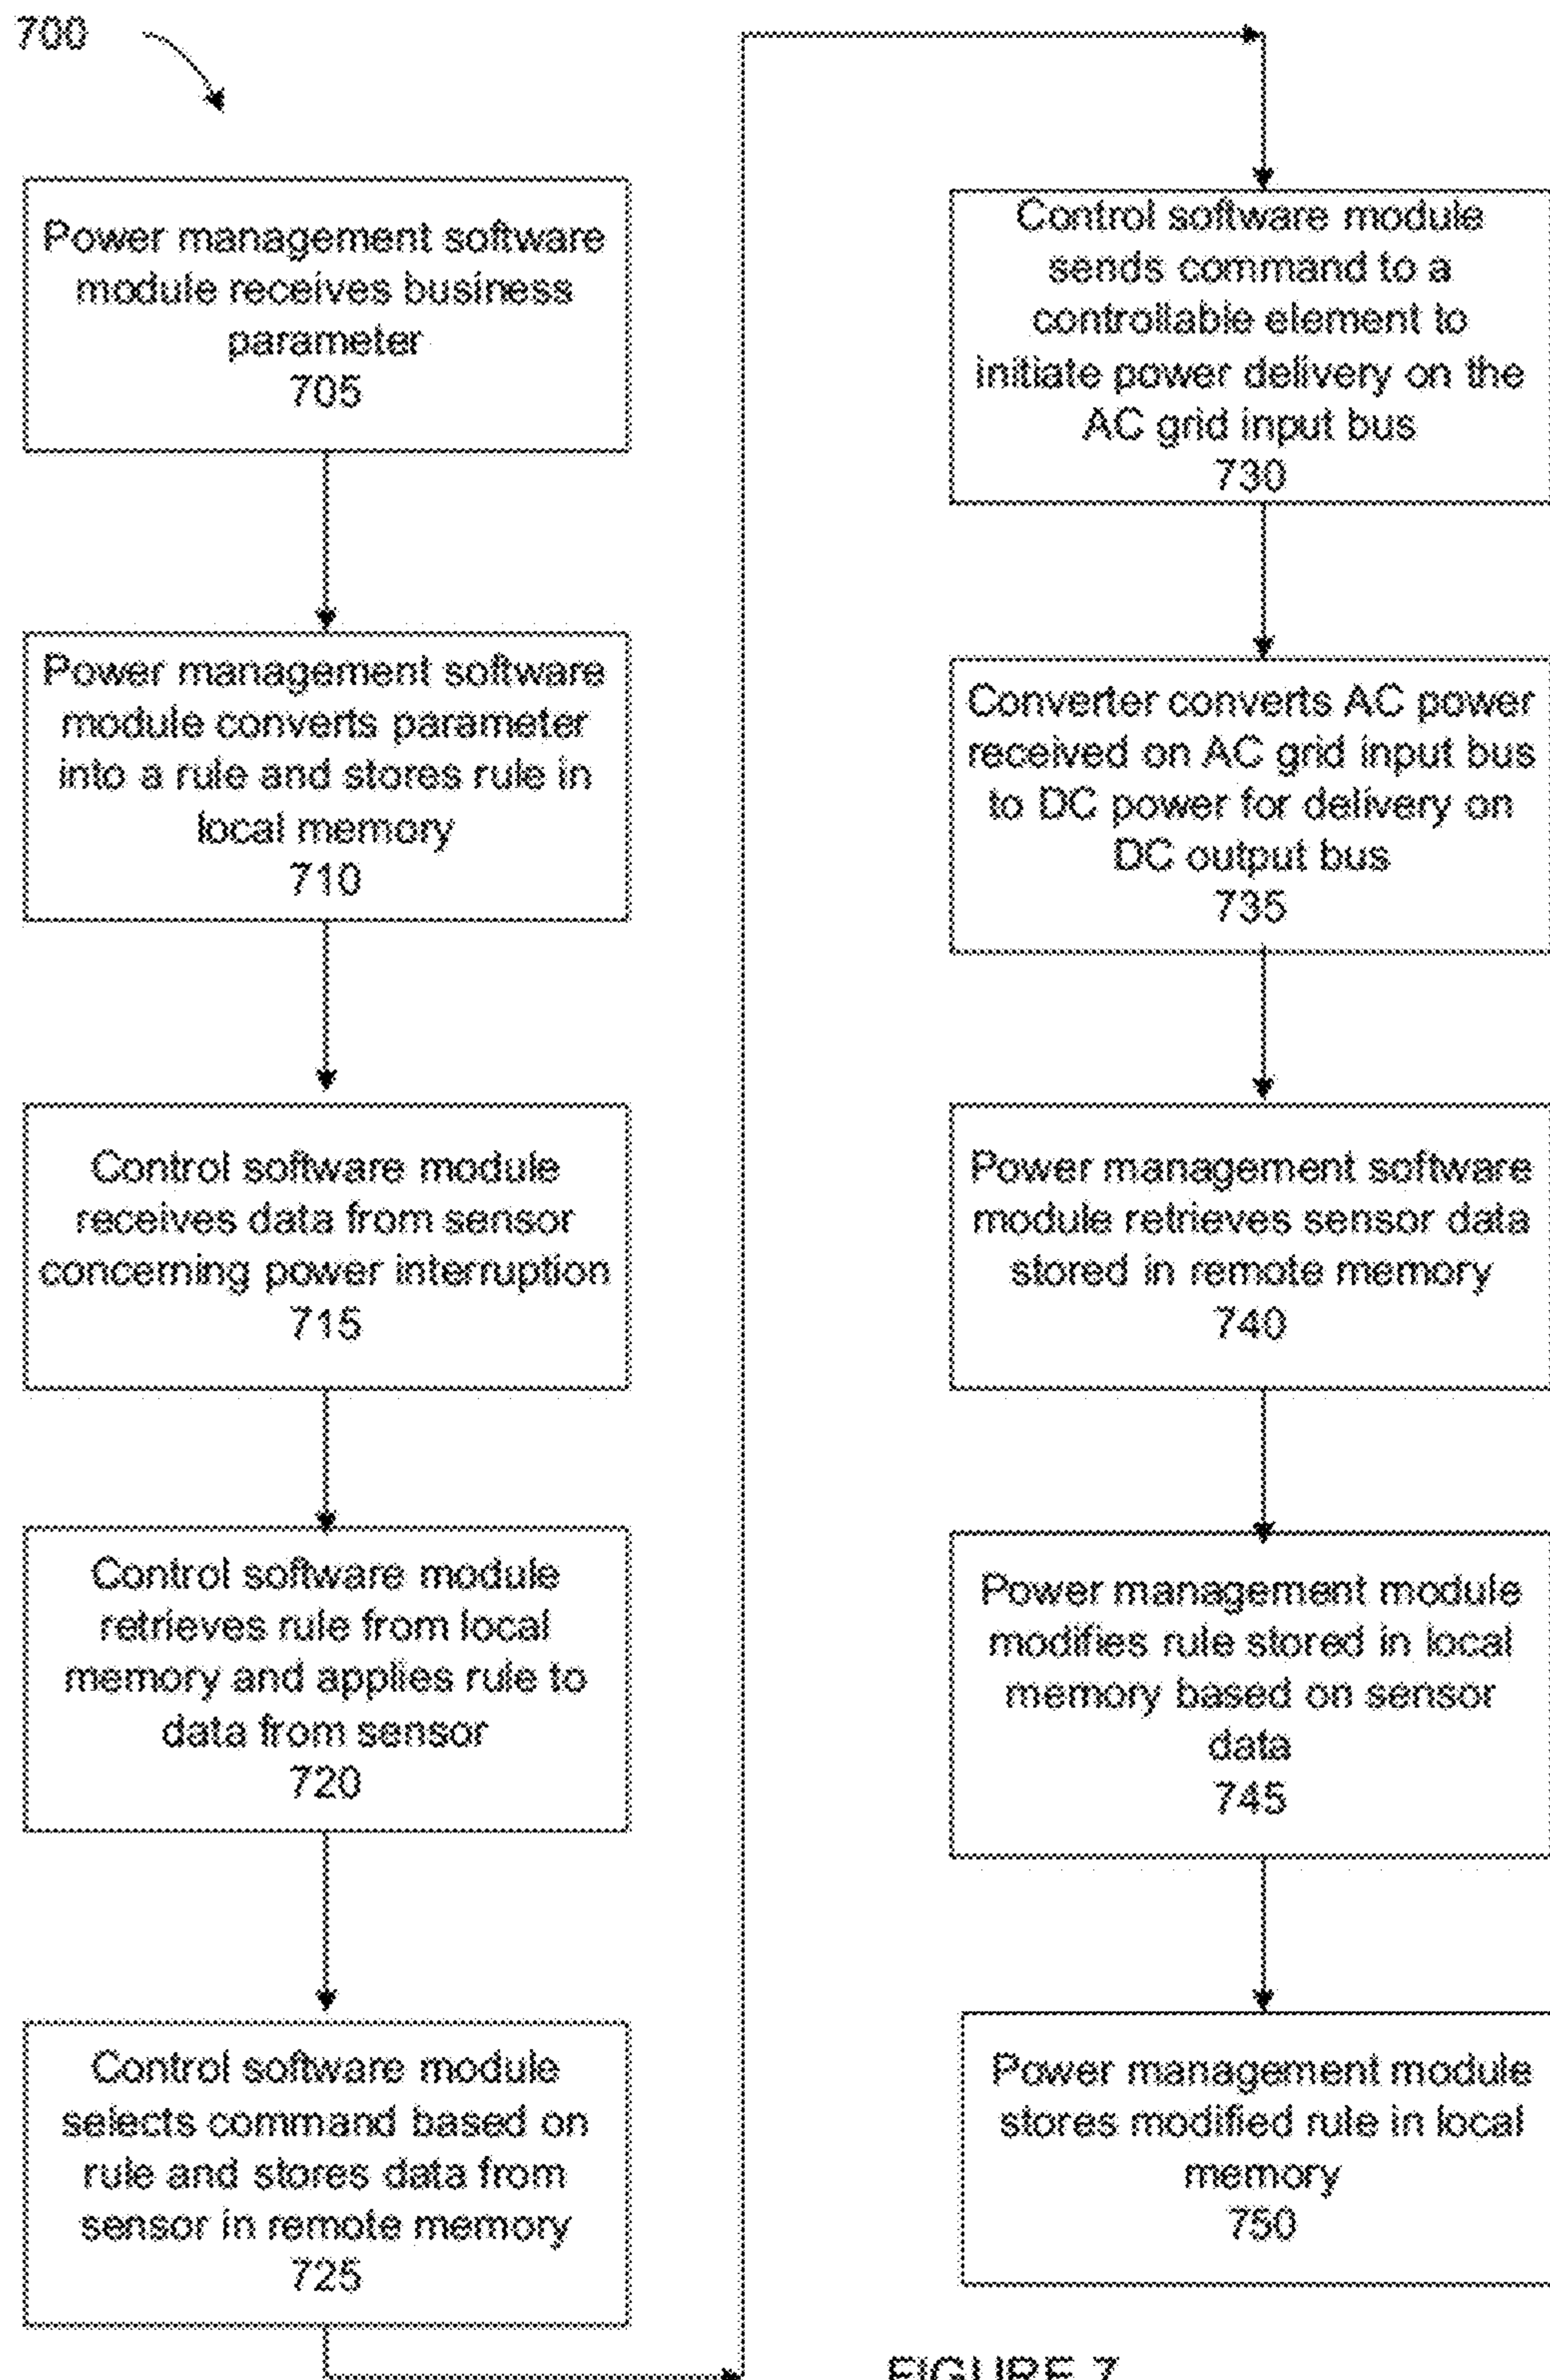 700
Power management software
module receives business
parameter
705
Power management software
module converts parameter
into a rule and stores rule in
local memory
710
Control software module
receives data from sensor
concerning power interruption
715
Control software module
retrieves rule from local
memory and applies rule to
data from sensor
720
Control software module
selects command based on
rule and stores data from
sensor in remote memory
725
Control software module
sends command to a
controllable element to
initiate power delivery on the
AC grid input bus
730
Converter converts AC power
received on AC grid input bus
to DC power for delivery on
DC output bus
735
Power management software
module retrieves sensor data
stored in remote memory
740
Power management module
modifies rule stored in local
memory based on sensor
data
745
Power management module
stores modified rule in local
memory
750
FIGURE 7